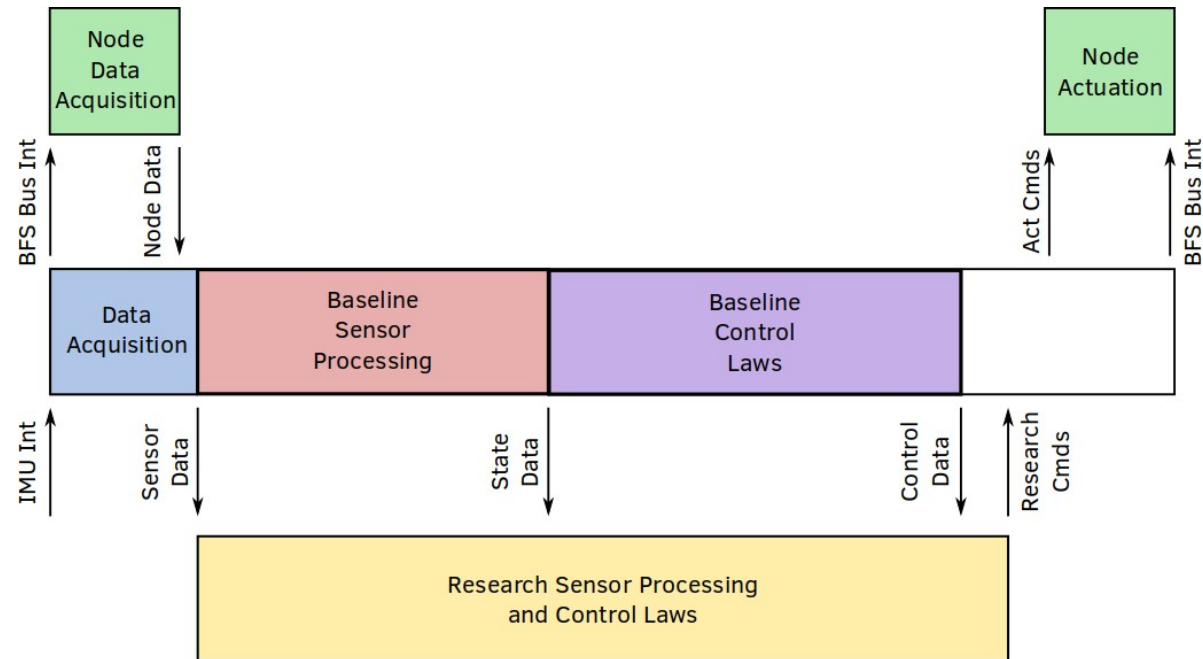 Node
Data
Acquisition
Node
Actuation
BFS Bus Int
Node Data
Act Cmds
BFS Bus Int
Data
Acquisition
Baseline
Sensor
Processing
Baseline
Control
Laws
IMU Int
Sensor
Data
State
Data
Control
Data
Research
Cmds
Research Sensor Processing
and Control Laws